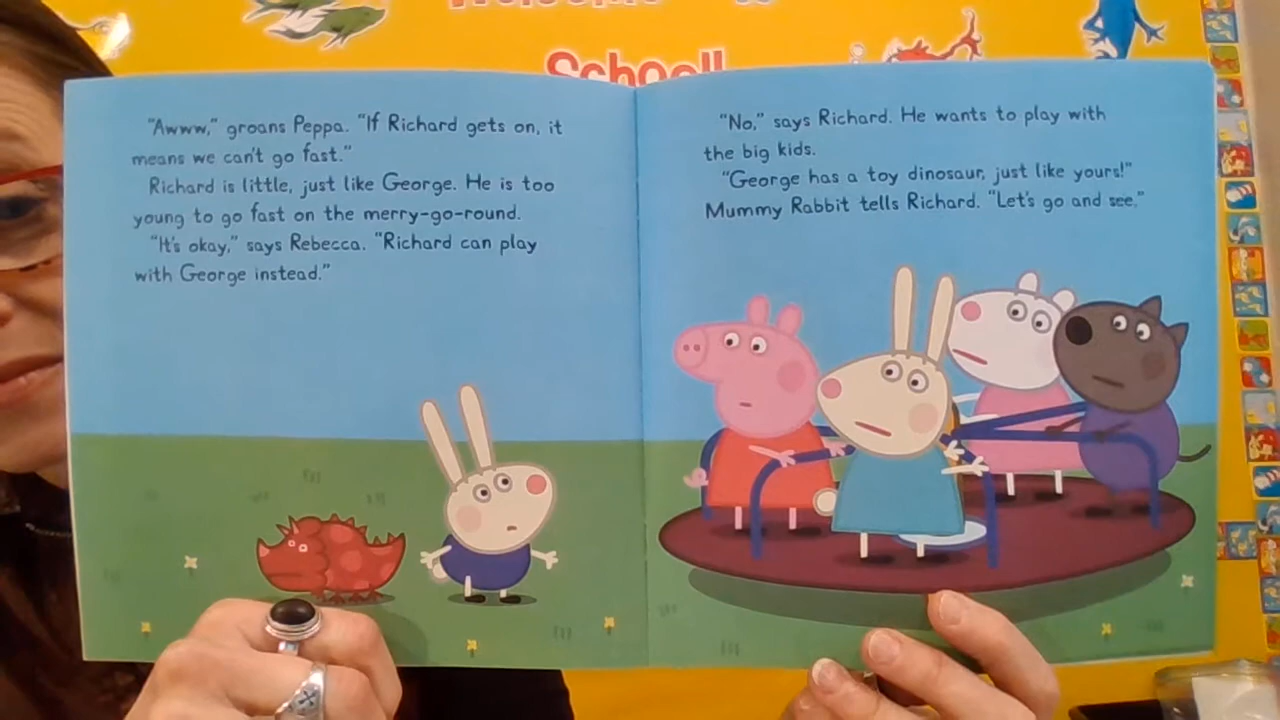 Welcome to
School!
"Awww," groans Peppa. "If Richard gets on, it
means we can't go fast."
Richard is little, just like George. He is too
young to go fast on the merry-go-round.
"It's okay," says Rebecca. "Richard can play
with George instead."
"No," says Richard. He wants to play with
the big kids.
"George has a toy dinosaur, just like yours!"
Mummy Rabbit tells Richard. "Let's go and see."